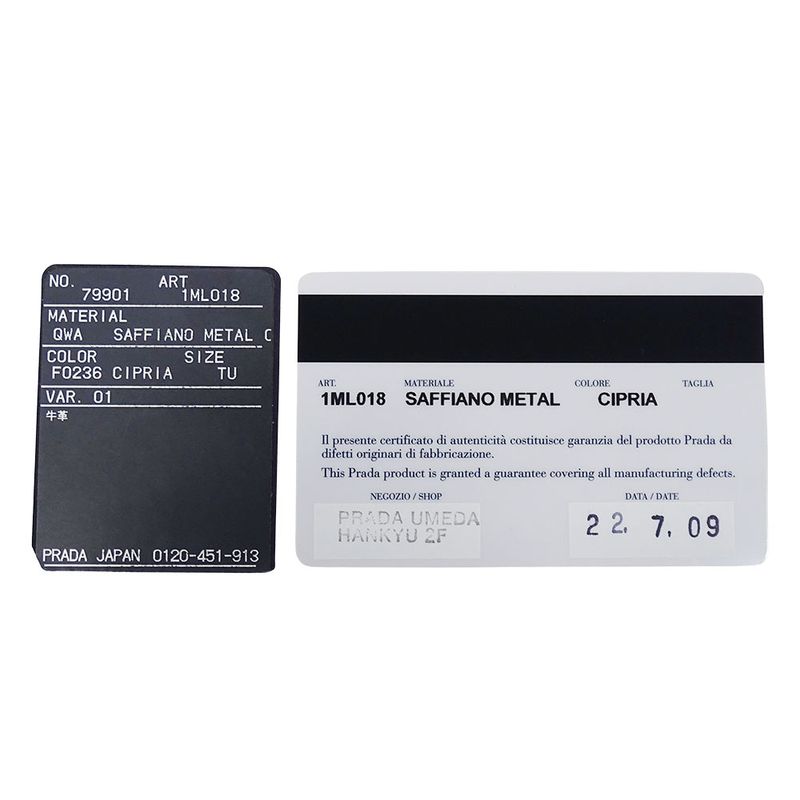 NO. ART
79901 1ML018
MATERIAL
QWA SAFFIANO METAL C
COLOR SIZE
F0236 CIPRIA TU
VAR. 01
牛革
PRADA JAPAN 0120-451-913
ART. MATERIALE COLORE TAGLIA
1ML018 SAFFIANO METAL CIPRIA
Il presente certificato di autenticità costituisce garanzia del prodotto Prada da
difetti originari di fabbricazione.
This Prada product is granted a guarantee covering all manufacturing defects.
NEGOZIO / SHOP DATA / DATE
PRADA UMEDA
HANKYU 2F
22. 7. 09